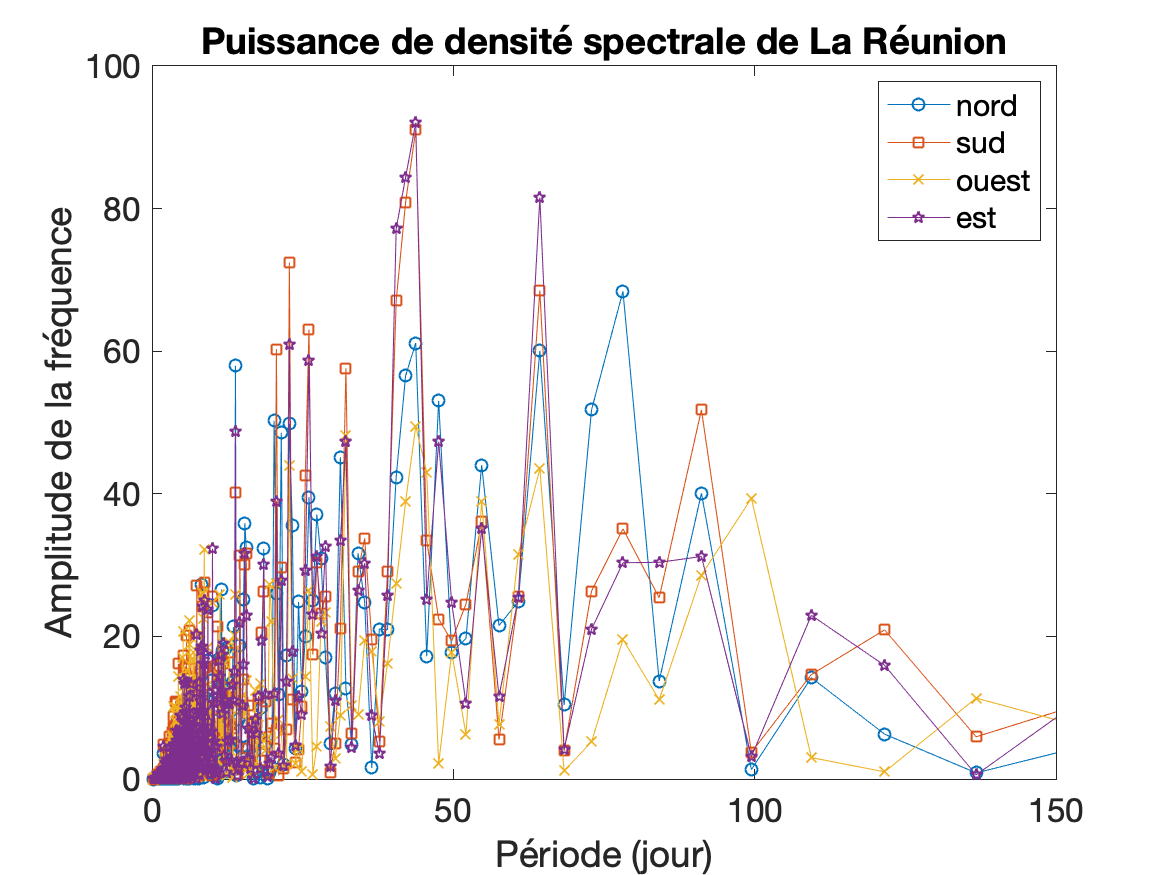 Puissance de densité spectrale de La Réunion
100
80
60
40
20
0
Amplitude de la fréquence
nord
sud
ouest
est
0 50 100 150
Période (jour)